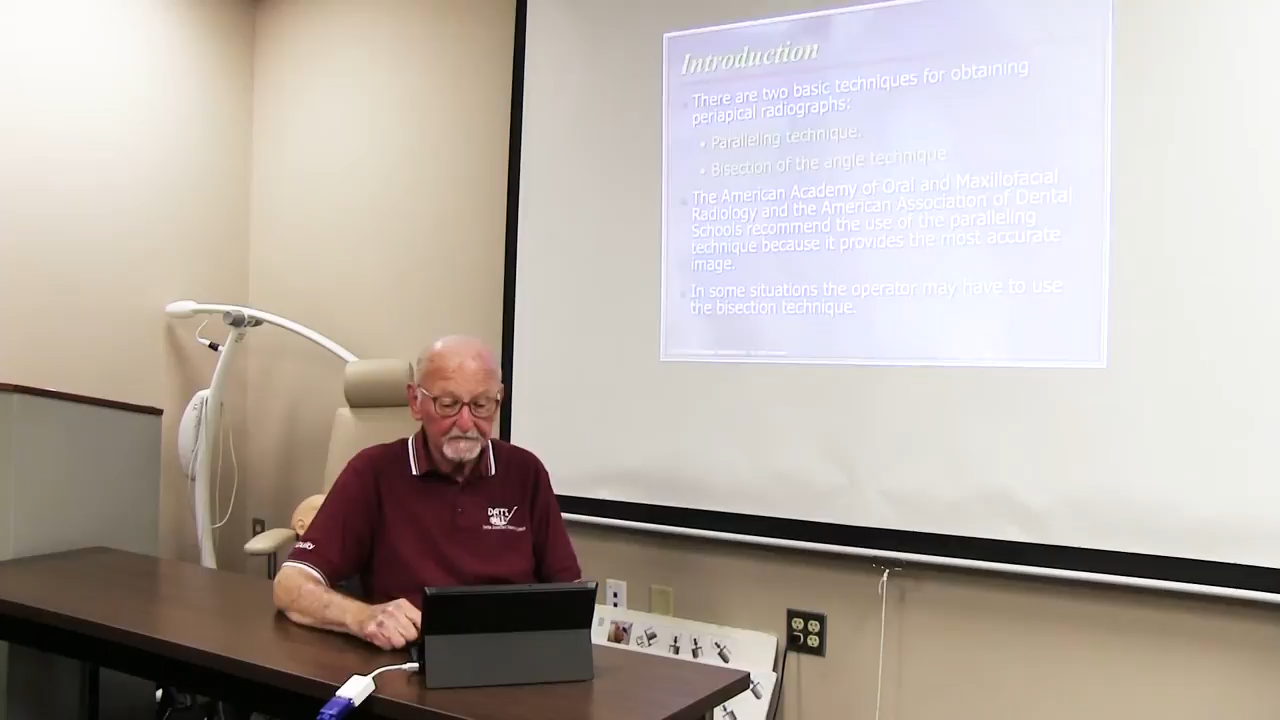 Introduction
There are two basic techniques for obtaining
periapical radiographs:
• Paralleling technique.
• Bisection of the angle technique
The American Academy of Oral and Maxillofacial
Radiology and the American Association of Dental
Schools recommend the use of the paralleling
technique because it provides the most accurate
image.
In some situations the operator may have to use
the bisection technique.
DATS